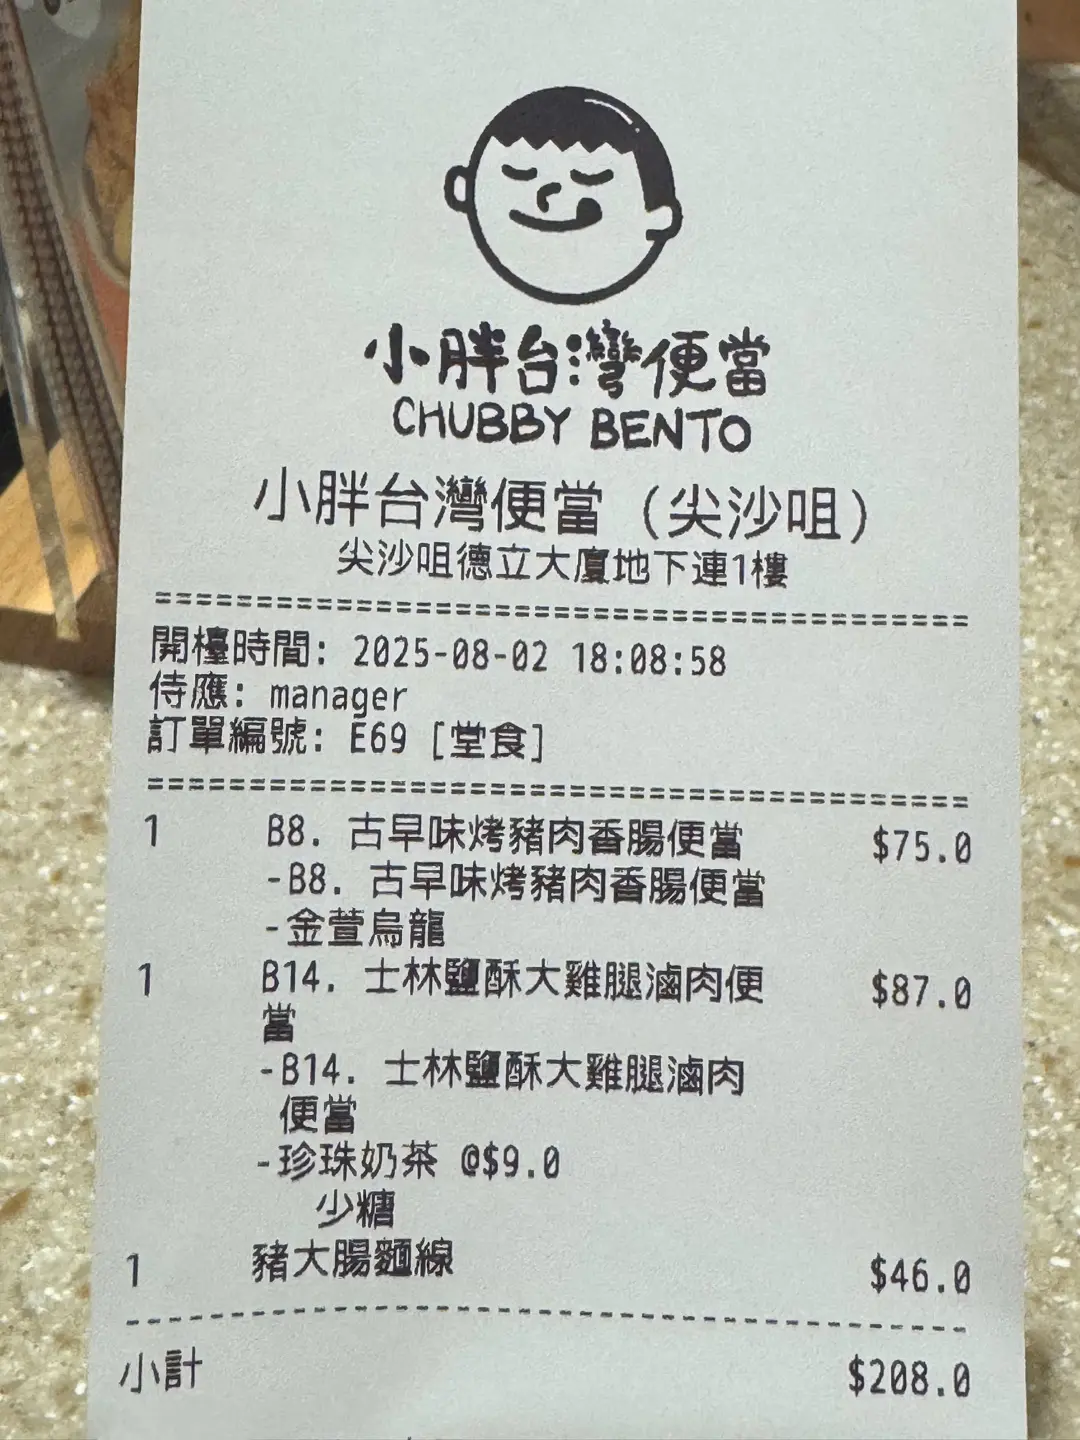 小胖台灣便當
CHUBBY BENTO
小胖台灣便當（尖沙咀）
尖沙咀德立大廈地下連1樓
================================================
開檯時間: 2025-08-02 18:08:58
侍應: manager
訂單編號: E69 [堂食]
================================================
1 B8. 古早味烤豬肉香腸便當 $75.0
-B8. 古早味烤豬肉香腸便當
-金萱烏龍
1 B14. 士林鹽酥大雞腿滷肉便 $87.0
當
-B14. 士林鹽酥大雞腿滷肉
便當
-珍珠奶茶 @$9.0
少糖
1 豬大腸麵線 $46.0
------------------------------------------------
小計 $208.0